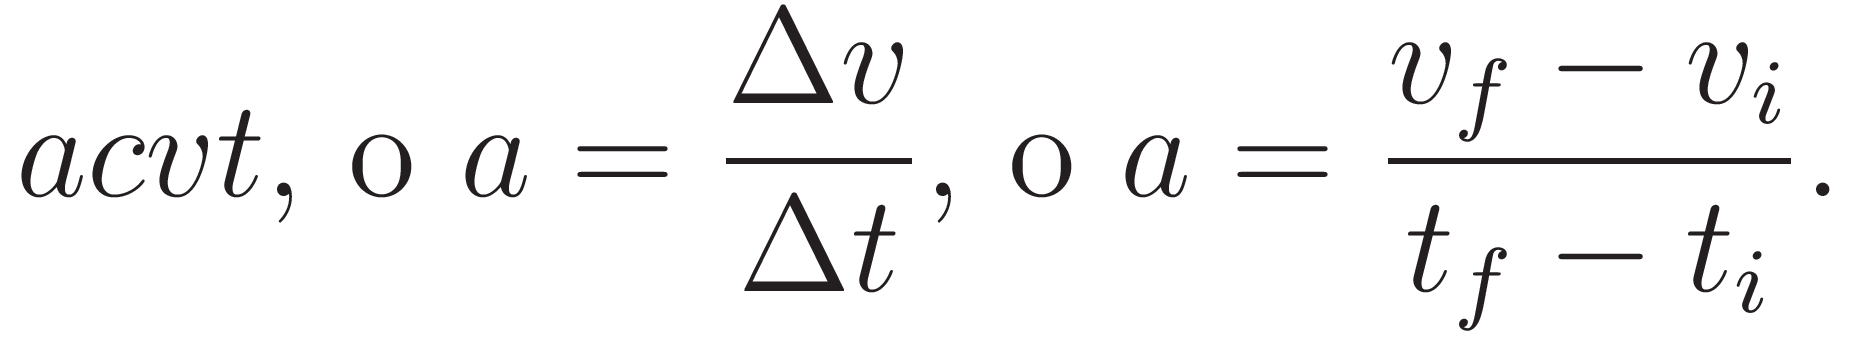 acvt, o a = Δv/Δt, o a = (v_f − v_i)/(t_f − t_i).